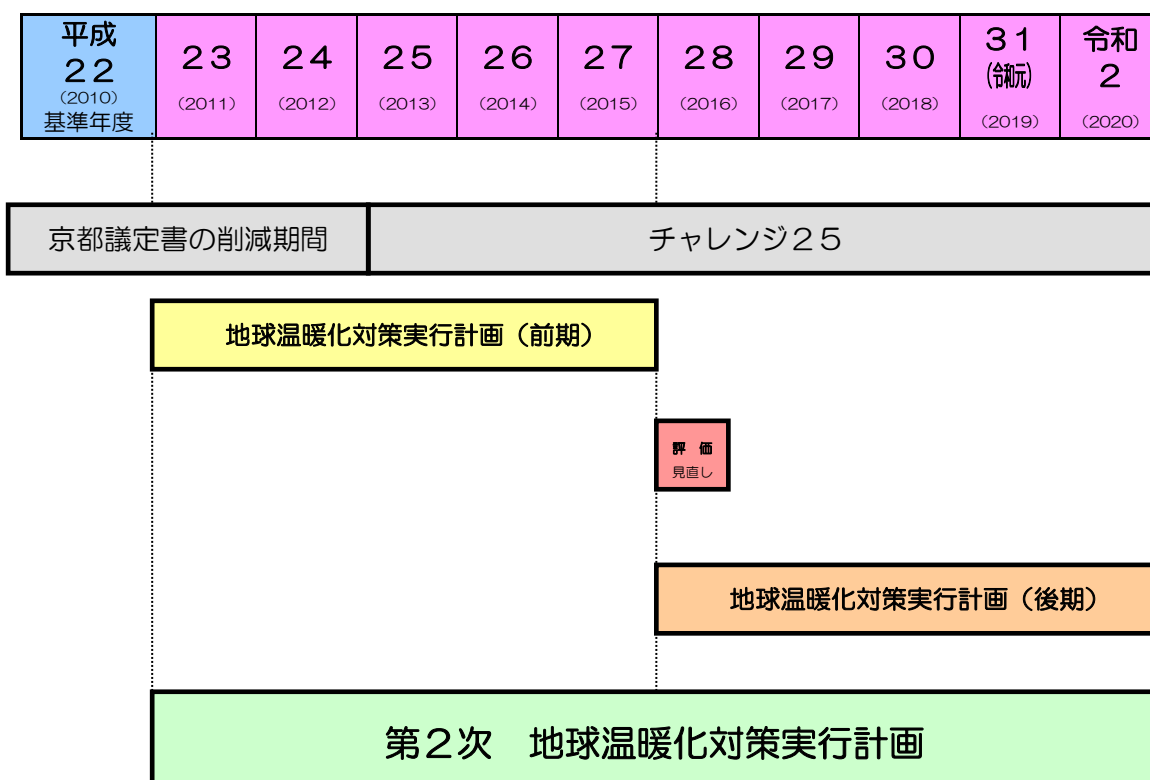 平成
２２
（2010）
基準年度
２３
（2011）
２４
（2012）
２５
（2013）
２６
（2014）
２７
（2015）
２８
（2016）
２９
（2017）
３０
（2018）
３１
（令和元）
（2019）
令和
２
（2020）
京都議定書の削減期間
チャレンジ２５
地球温暖化対策実行計画（前期）
評　価
見直し
地球温暖化対策実行計画（後期）
第２次　地球温暖化対策実行計画